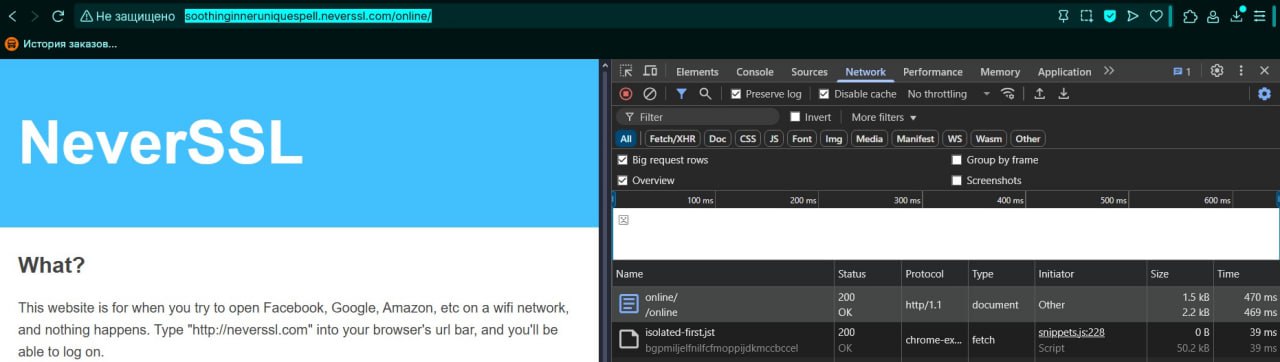 Не защищено soothinginneruniquespell.neverssl.com/online/
История заказов...
NeverSSL
What?
This website is for when you try to open Facebook, Google, Amazon, etc on a wifi network,
and nothing happens. Type "http://neverssl.com" into your browser's url bar, and you'll be
able to log on.
Elements Console Sources Network Performance Memory Application 1
Preserve log Disable cache No throttling
Filter Invert More filters
All Fetch/XHR Doc CSS JS Font Img Media Manifest WS Wasm Other
Big request rows Group by frame
Overview Screenshots
100 ms 200 ms 300 ms 400 ms 500 ms 600 ms
Name Status Protocol Type Initiator Size Time
online/ 200 http/1.1 document Other 1.5 kB 470 ms
/online OK 2.2 kB 469 ms
isolated-first.jst 200 chrome-ex... fetch snippets.js:228 0 B 39 ms
bgpmiljelfnilfcfmoppijdkmccbccel OK Script 50.2 kB 39 ms